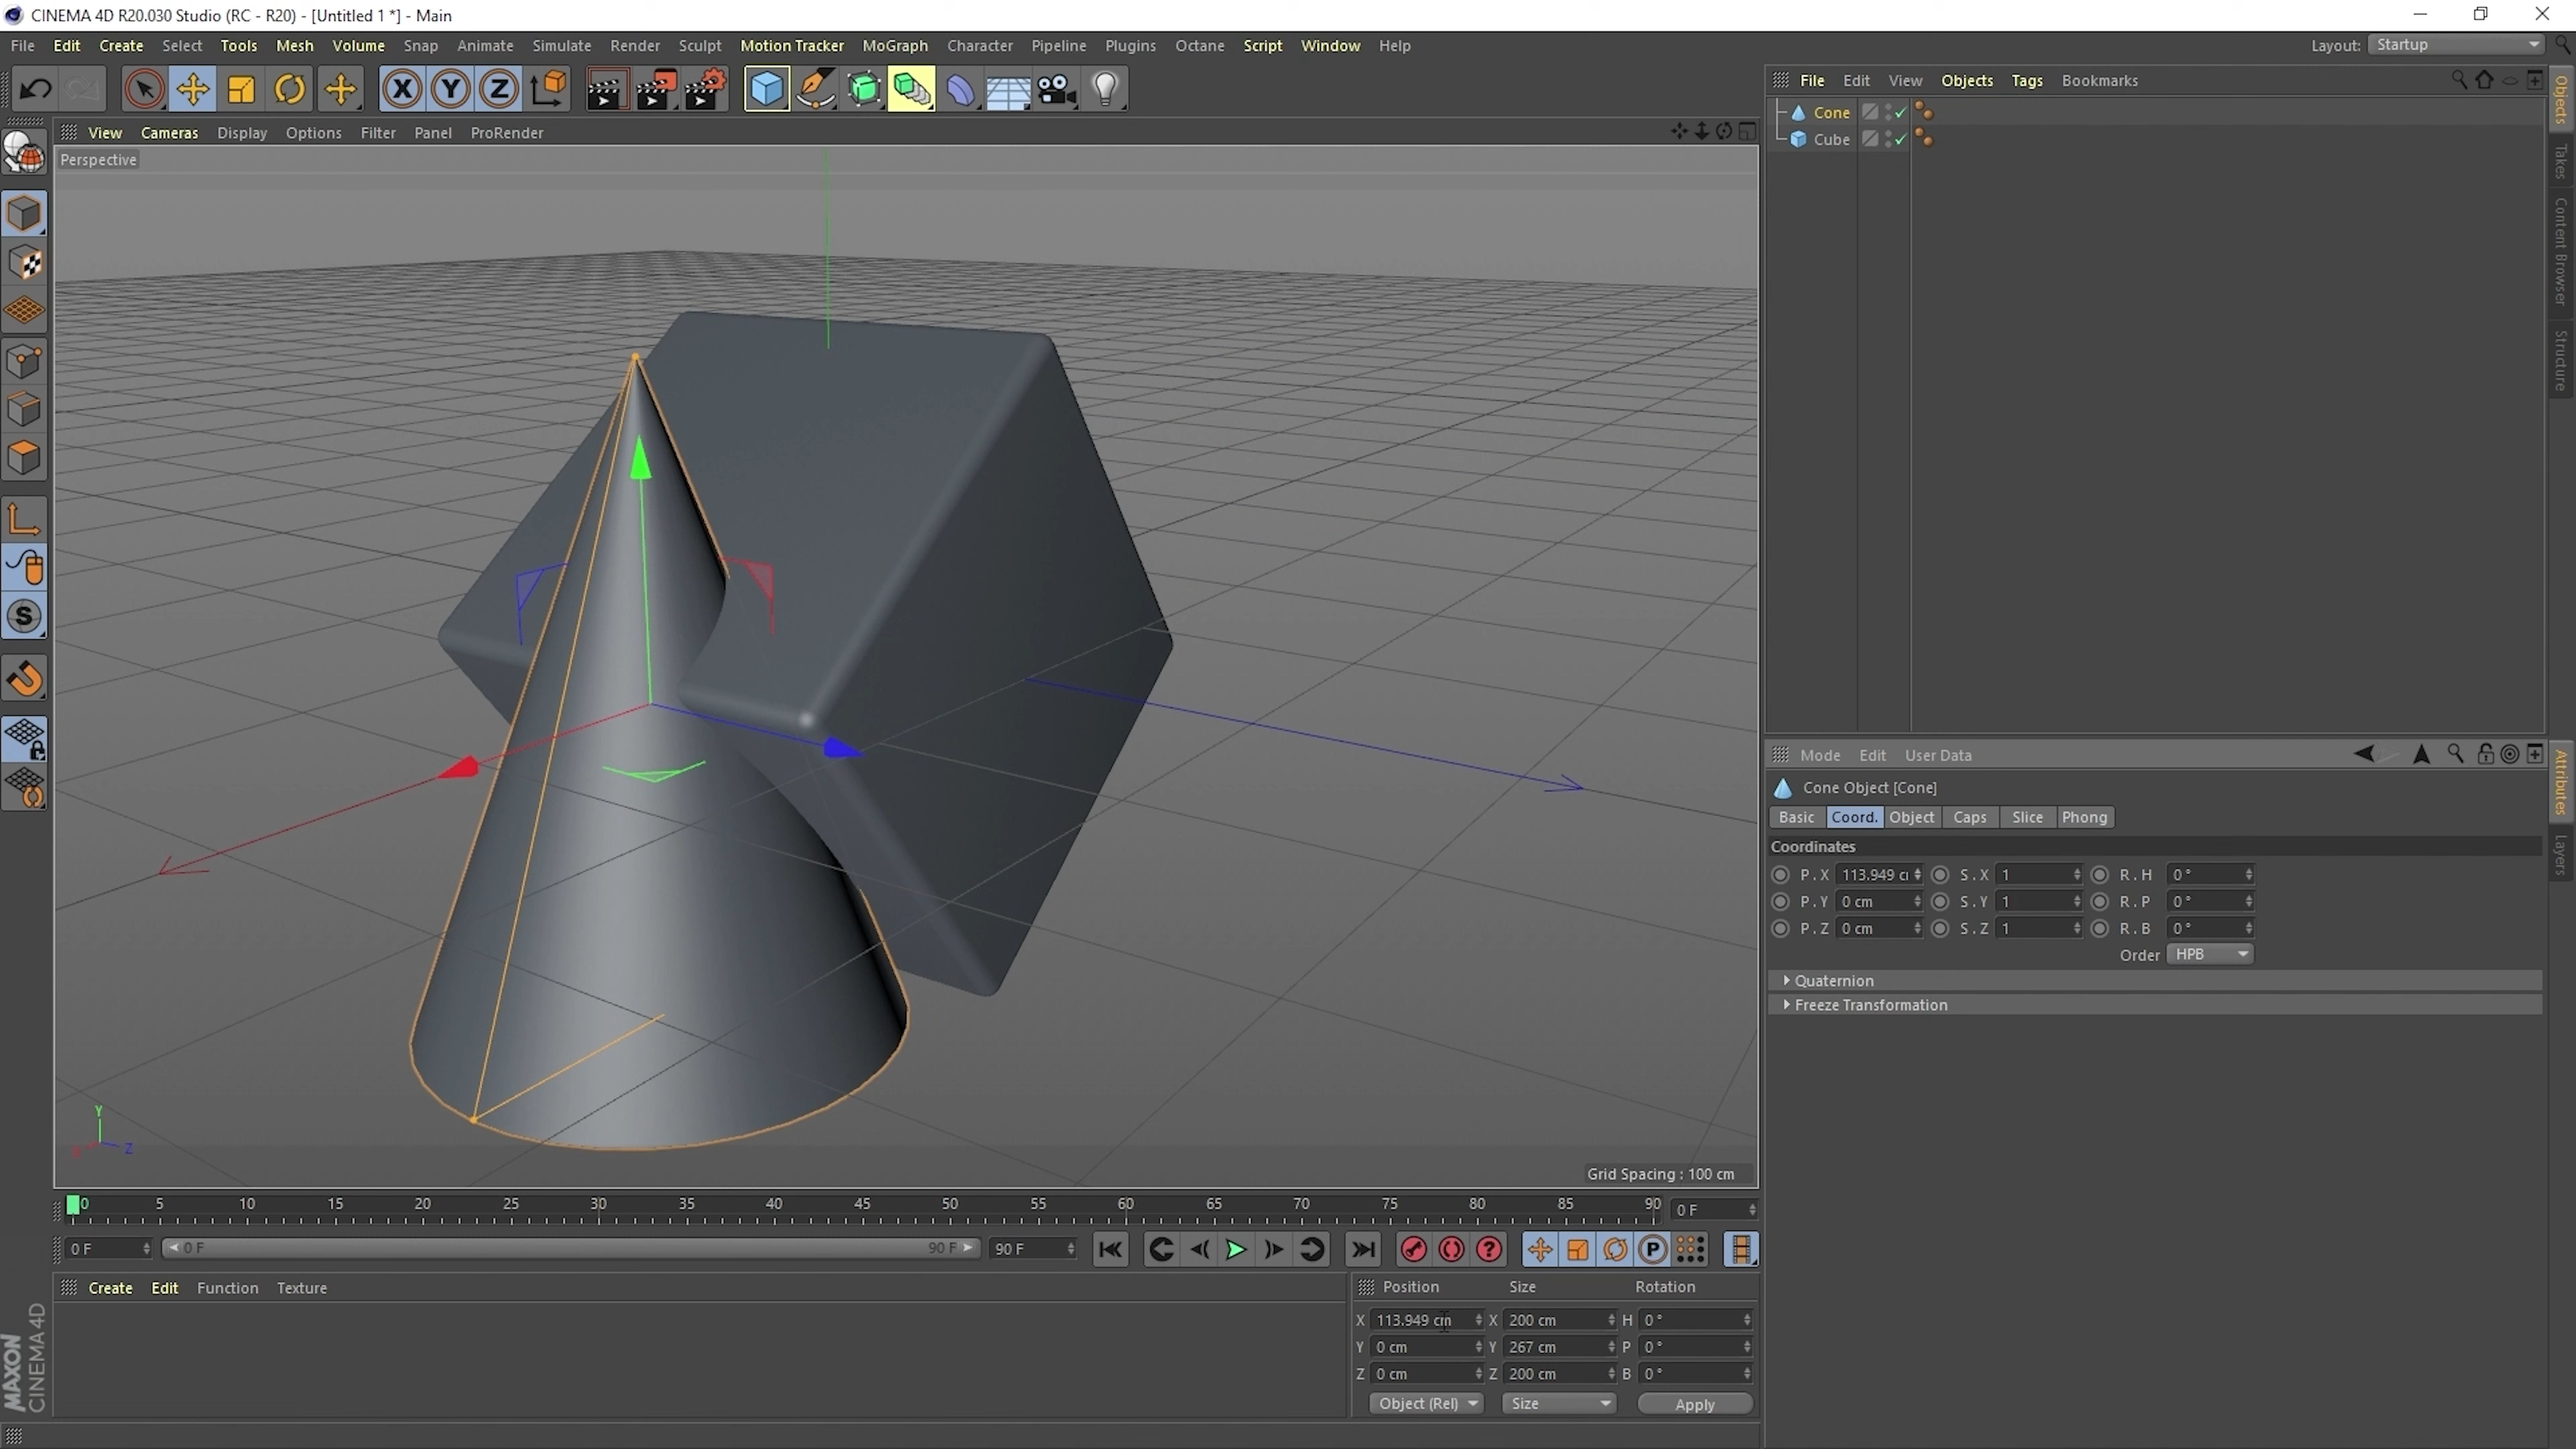 CINEMA 4D R20.030 Studio (RC - R20) - [Untitled 1 *] - Main
File Edit Create Select Tools Mesh Volume Snap Animate Simulate Render Sculpt Motion Tracker MoGraph Character Pipeline Plugins Octane Script Window Help Layout: Startup
X Y Z
File Edit View Objects Tags Bookmarks
View Cameras Display Options Filter Panel ProRender
Perspective
Cone
Cube
Objects
Takes
Content Browser
Structure
S
Mode Edit User Data
Cone Object [Cone]
Basic Coord. Object Caps Slice Phong
Coordinates
P . X 113.949 c S . X 1 R . H 0 °
P . Y 0 cm S . Y 1 R . P 0 °
P . Z 0 cm S . Z 1 R . B 0 °
Order HPB
Quaternion
Freeze Transformation
Attributes
Layers
Y
X Z
Grid Spacing : 100 cm
0 5 10 15 20 25 30 35 40 45 50 55 60 65 70 75 80 85 90 0 F
0 F 0 F 90 F 90 F ? P
Create Edit Function Texture
Position Size Rotation
X 113.949 cm X 200 cm H 0 °
Y 0 cm Y 267 cm P 0 °
Z 0 cm Z 200 cm B 0 °
Object (Rel) Size Apply
MAXON
CINEMA 4D